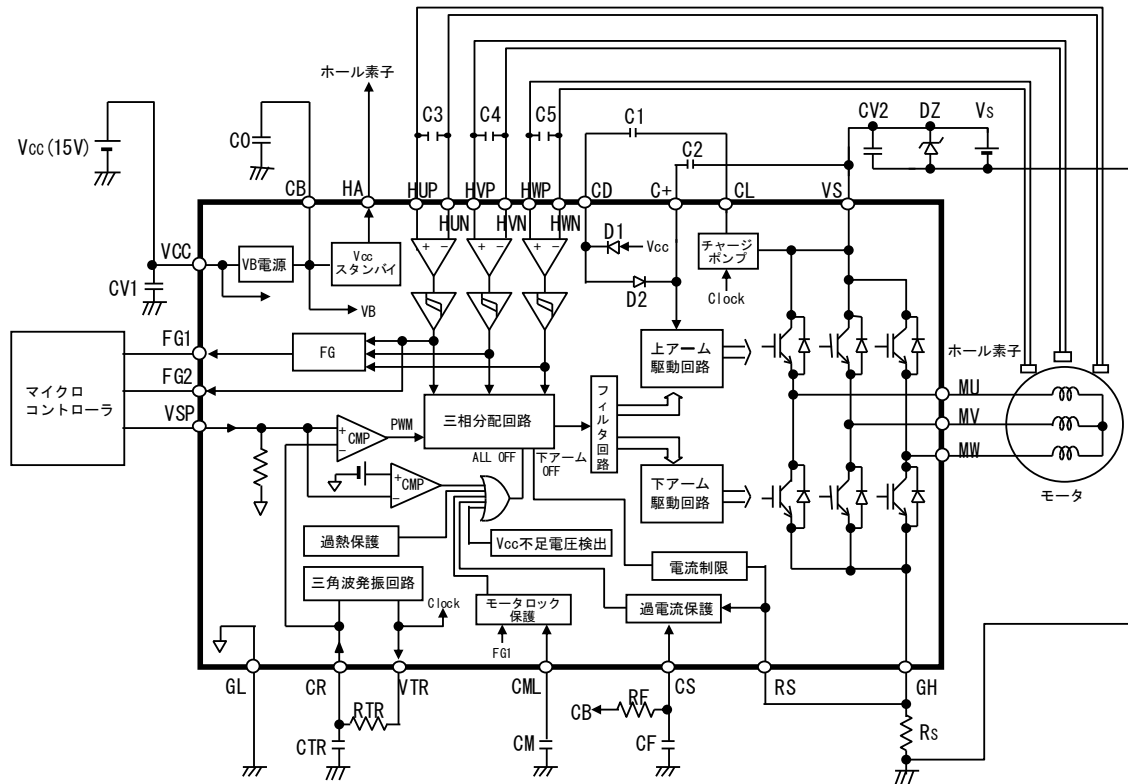 ホール素子
C3
C4
C5
C1
C2
CV2
DZ
VS
VCC(15V)
C0
CB
HA
HUP
HUN
HVP
HVN
HWP
HWN
CD
C+
CL
VS
VCC
CV1
VB電源
VCC
スタンバイ
VB
+ −
+ −
+ −
D1
VCC
D2
チャージ
ポンプ
Clock
FG1
FG
FG2
VSP
マイクロ
コントローラ
上アーム
駆動回路
ホール素子
MU
MV
MW
モータ
+
−
CMP
PWM
三相分配回路
フィルタ回路
ALL OFF
下アーム
OFF
+
−
CMP
下アーム
駆動回路
過熱保護
VCC不足電圧検出
電流制限
三角波発振回路
Clock
モータロック
保護
FG1
過電流保護
GL
CR
VTR
CML
CS
RS
GH
RTR
CTR
CM
CB
RF
CF
RS